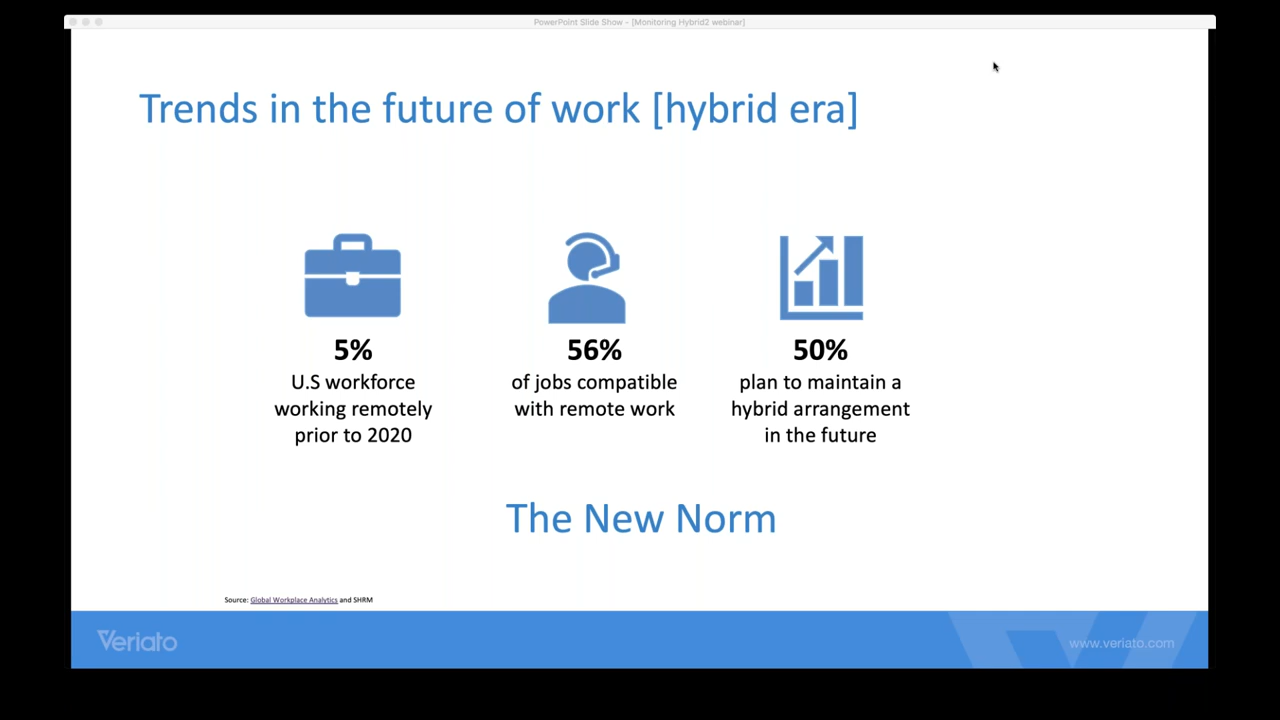 PowerPoint Slide Show - [Monitoring Hybrid2 webinar]
Trends in the future of work [hybrid era]
5%
U.S workforce
working remotely
prior to 2020
56%
of jobs compatible
with remote work
50%
plan to maintain a
hybrid arrangement
in the future
The New Norm
Source: Global Workplace Analytics and SHRM
Veriato
www.veriato.com